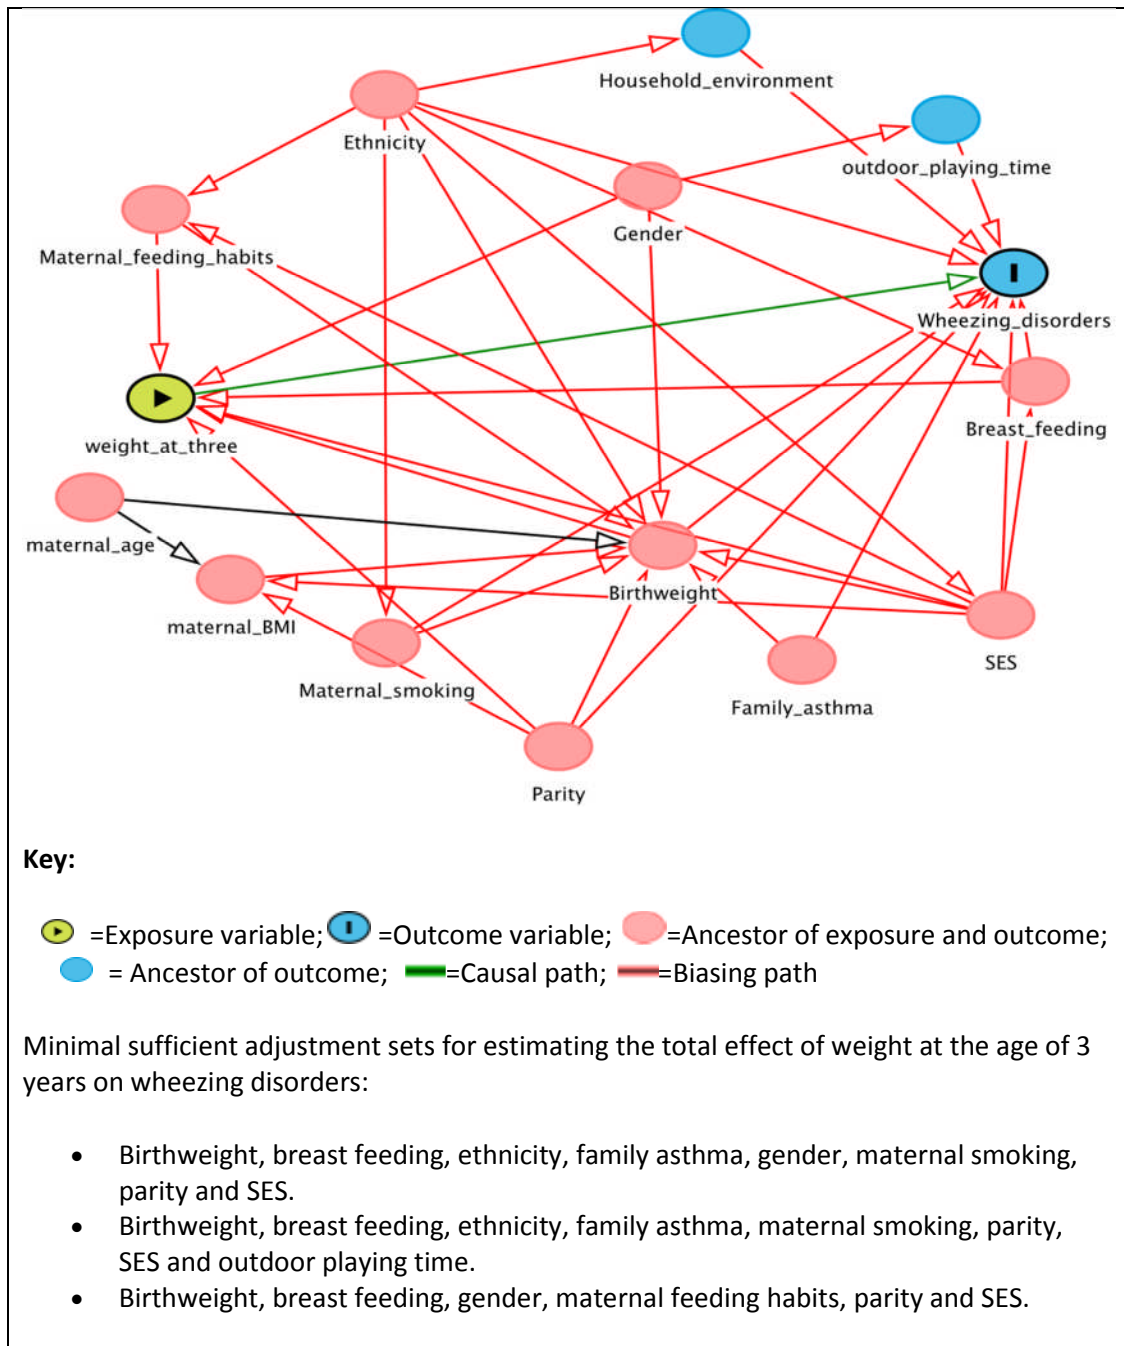 Household_environment
Ethnicity
outdoor_playing_time
Gender
Maternal_feeding_habits
Wheezing_disorders
Breast_feeding
weight_at_three
maternal_age
Birthweight
maternal_BMI
SES
Maternal_smoking
Family_asthma
Parity
Key:
=Exposure variable; =Outcome variable; =Ancestor of exposure and outcome;
= Ancestor of outcome; =Causal path; =Biasing path
Minimal sufficient adjustment sets for estimating the total effect of weight at the age of 3
years on wheezing disorders:
• Birthweight, breast feeding, ethnicity, family asthma, gender, maternal smoking,
parity and SES.
• Birthweight, breast feeding, ethnicity, family asthma, maternal smoking, parity,
SES and outdoor playing time.
• Birthweight, breast feeding, gender, maternal feeding habits, parity and SES.